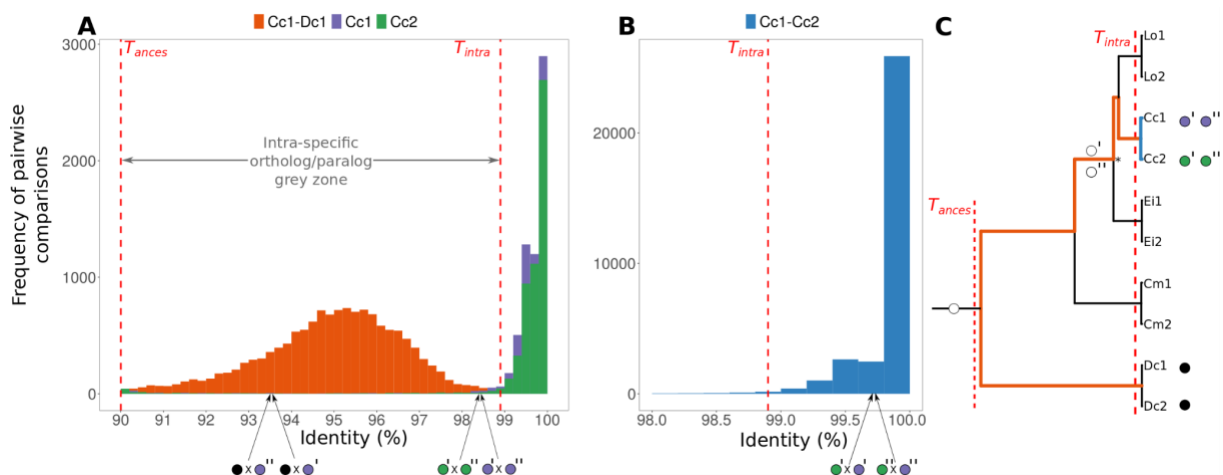 A
Cc1-Dc1 Cc1 Cc2
Frequency of pairwise
comparisons
3000
2000
1000
0
T_ances
T_intra
Intra-specific
ortholog/paralog
grey zone
90 91 92 93 94 95 96 97 98 99 100
Identity (%)
x '' x '
' x '' ' x ''
B
Cc1-Cc2
20000
10000
0
T_intra
98.0 98.5 99.0 99.5 100.0
Identity (%)
' x ' '' x ''
C
T_intra
T_ances
Lo1
Lo2
Cc1 ' ''
Cc2 ' ''
'
''
*
Ei1
Ei2
Cm1
Cm2
Dc1
Dc2